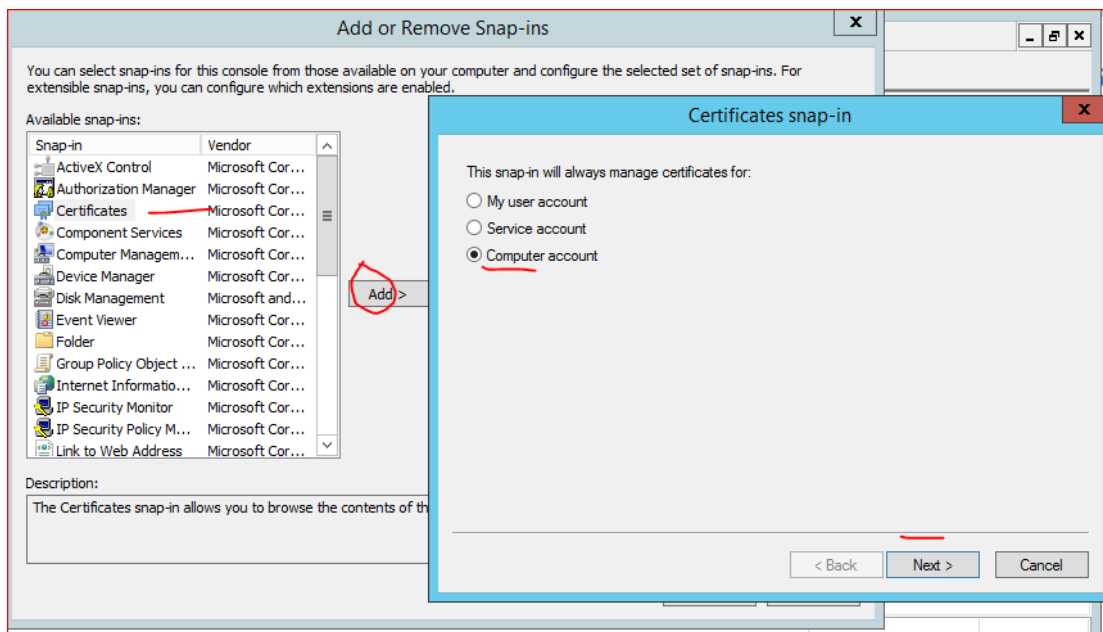 Add or Remove Snap-ins
x
You can select snap-ins for this console from those available on your computer and configure the selected set of snap-ins. For
extensible snap-ins, you can configure which extensions are enabled.
Available snap-ins:
Snap-in Vendor
ActiveX Control Microsoft Cor...
Authorization Manager Microsoft Cor...
Certificates Microsoft Cor...
Component Services Microsoft Cor...
Computer Managem... Microsoft Cor...
Device Manager Microsoft Cor...
Disk Management Microsoft and...
Event Viewer Microsoft Cor...
Folder Microsoft Cor...
Group Policy Object ... Microsoft Cor...
Internet Informatio... Microsoft Cor...
IP Security Monitor Microsoft Cor...
IP Security Policy M... Microsoft Cor...
Link to Web Address Microsoft Cor...
Add >
Description:
The Certificates snap-in allows you to browse the contents of th
Certificates snap-in
x
This snap-in will always manage certificates for:
My user account
Service account
Computer account
< Back Next > Cancel